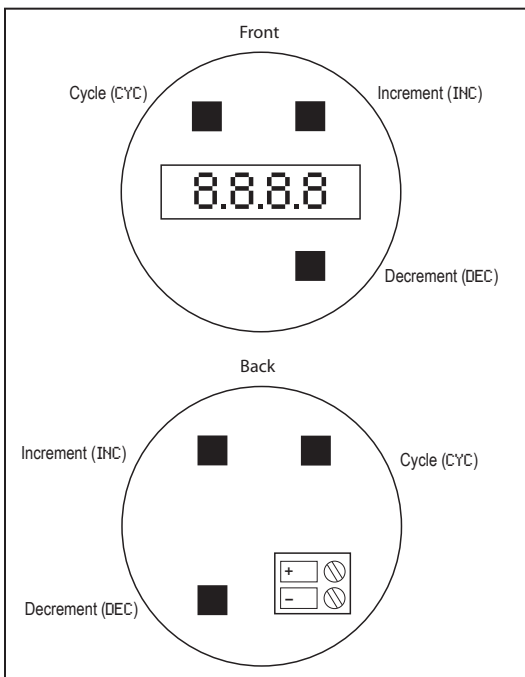 Front
Cycle (CYC)
Increment (INC)
8.8.8.8
Decrement (DEC)
Back
Increment (INC)
Cycle (CYC)
+
−
Decrement (DEC)